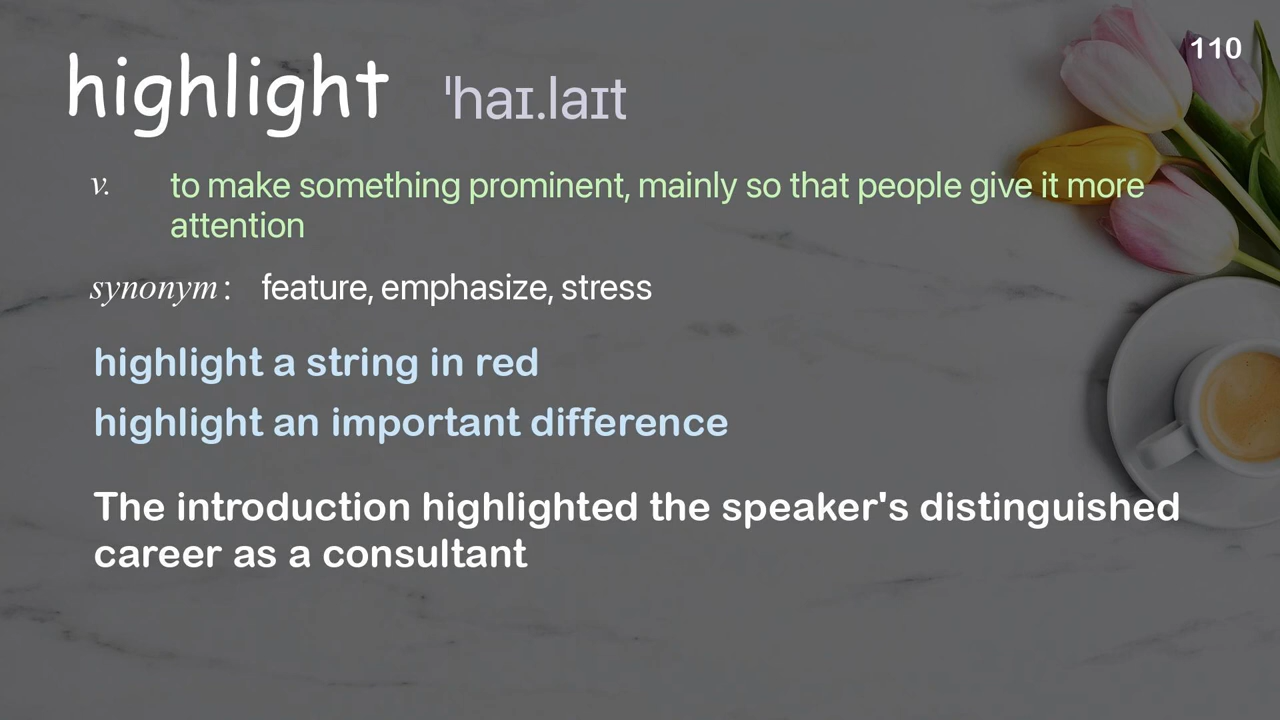 110
highlight ˈhaɪ.laɪt
v. to make something prominent, mainly so that people give it more
attention
synonym : feature, emphasize, stress
highlight a string in red
highlight an important difference
The introduction highlighted the speaker's distinguished
career as a consultant